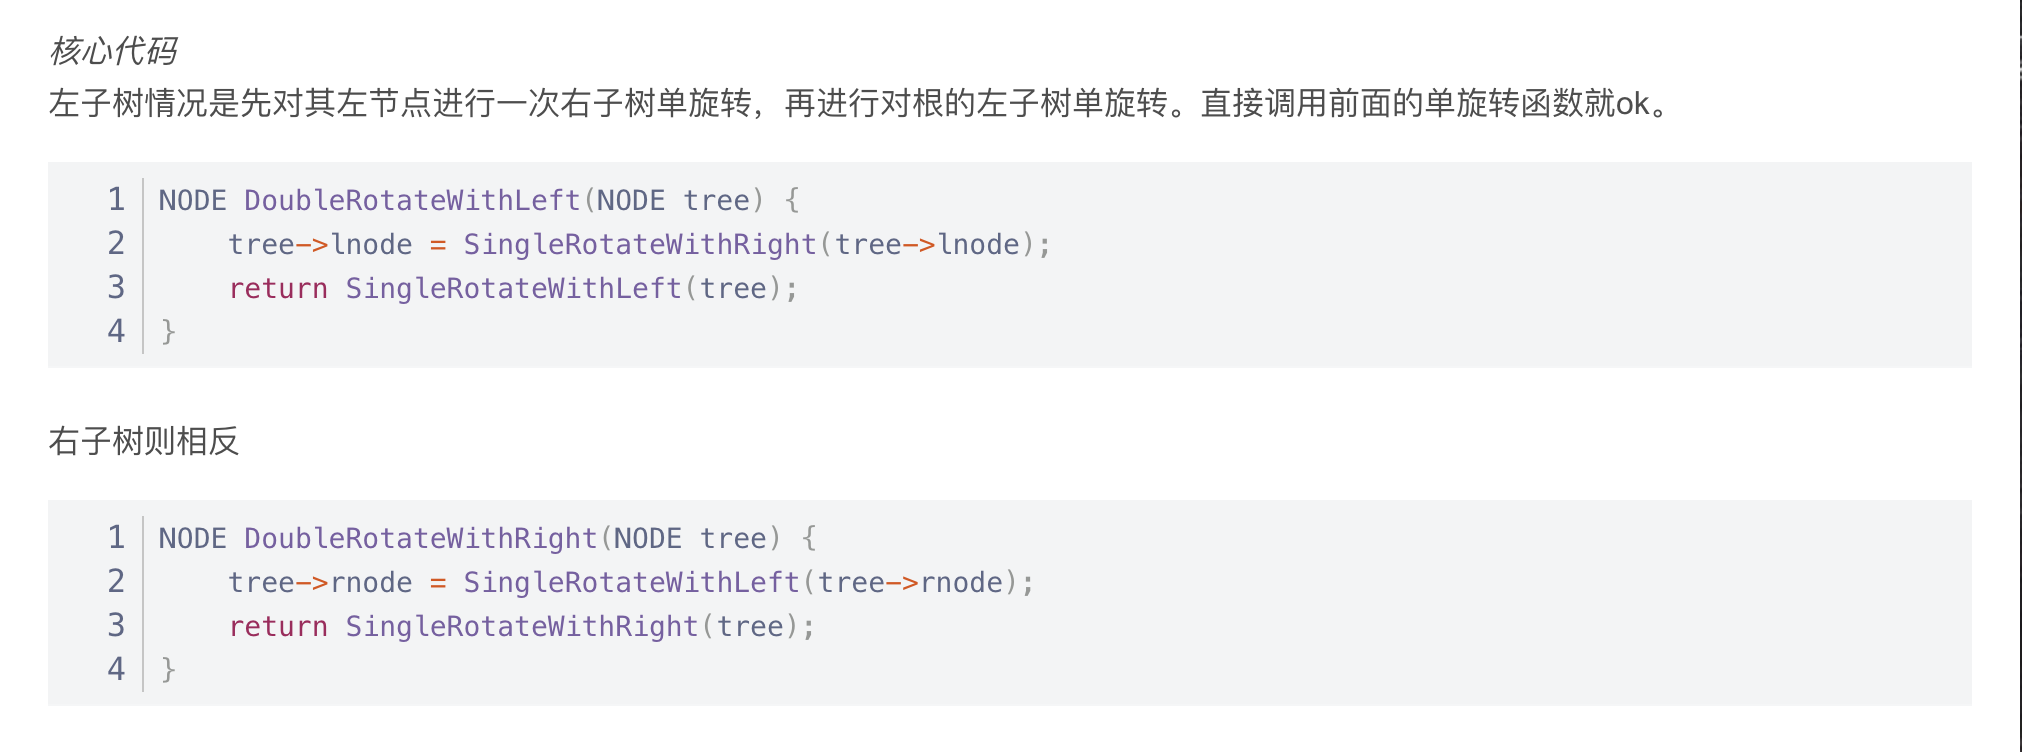 核心代码
左子树情况是先对其左节点进行一次右子树单旋转，再进行对根的左子树单旋转。直接调用前面的单旋转函数就ok。
1 NODE DoubleRotateWithLeft(NODE tree) {
2     tree->lnode = SingleRotateWithRight(tree->lnode);
3     return SingleRotateWithLeft(tree);
4 }
右子树则相反
1 NODE DoubleRotateWithRight(NODE tree) {
2     tree->rnode = SingleRotateWithLeft(tree->rnode);
3     return SingleRotateWithRight(tree);
4 }